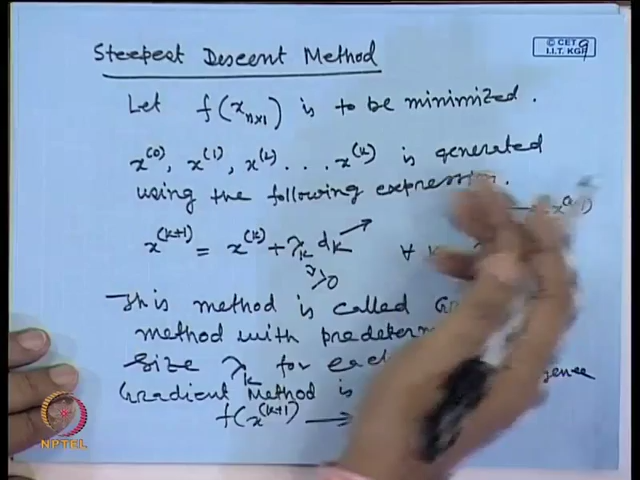 Steepest Descent Method
© CET
I.I.T. KGP
9
Let f(x_{n×1}) is to be minimized.
x^{(0)}, x^{(1)}, x^{(2)} . . . . x^{(k)} is generated
using the following expression.
x^{(k+1)} = x^{(k)} + λ_k d_k ∀ k
λ>0
This method is called
method with predeter
size λ_k for each
Gradient Method is
f(x^{(k+1)}) →
NPTEL